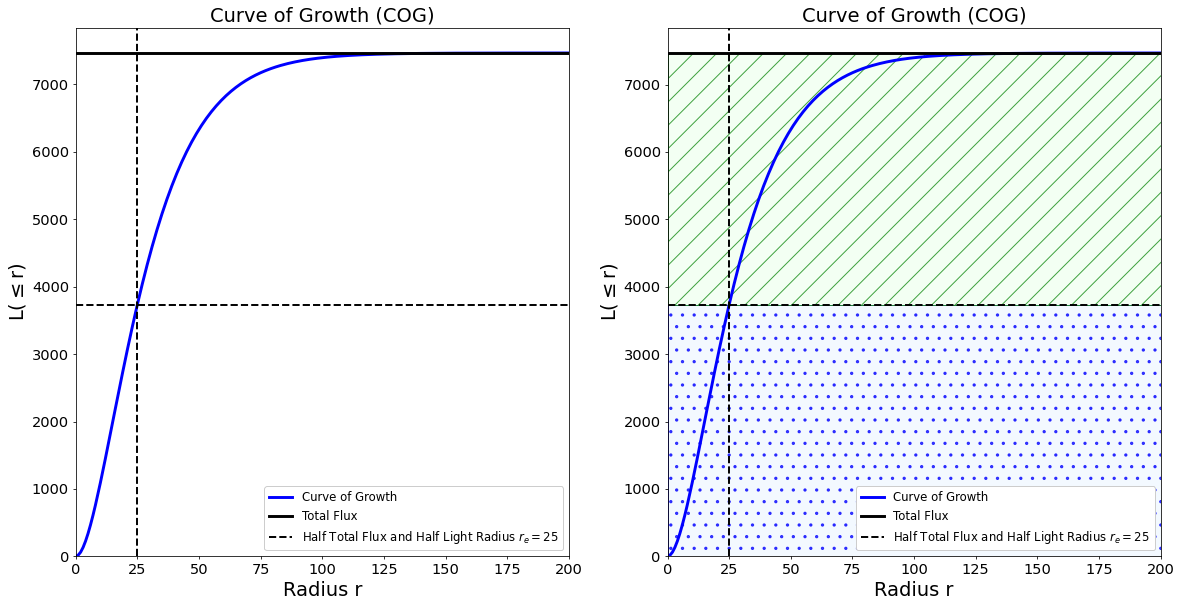 Curve of Growth (COG)
7000
6000
5000
4000
3000
2000
1000
0
L(≤r)
0 25 50 75 100 125 150 175 200
Radius r
Curve of Growth
Total Flux
Half Total Flux and Half Light Radius rₑ = 25
Curve of Growth (COG)
7000
6000
5000
4000
3000
2000
1000
0
L(≤r)
0 25 50 75 100 125 150 175 200
Radius r
Curve of Growth
Total Flux
Half Total Flux and Half Light Radius rₑ = 25